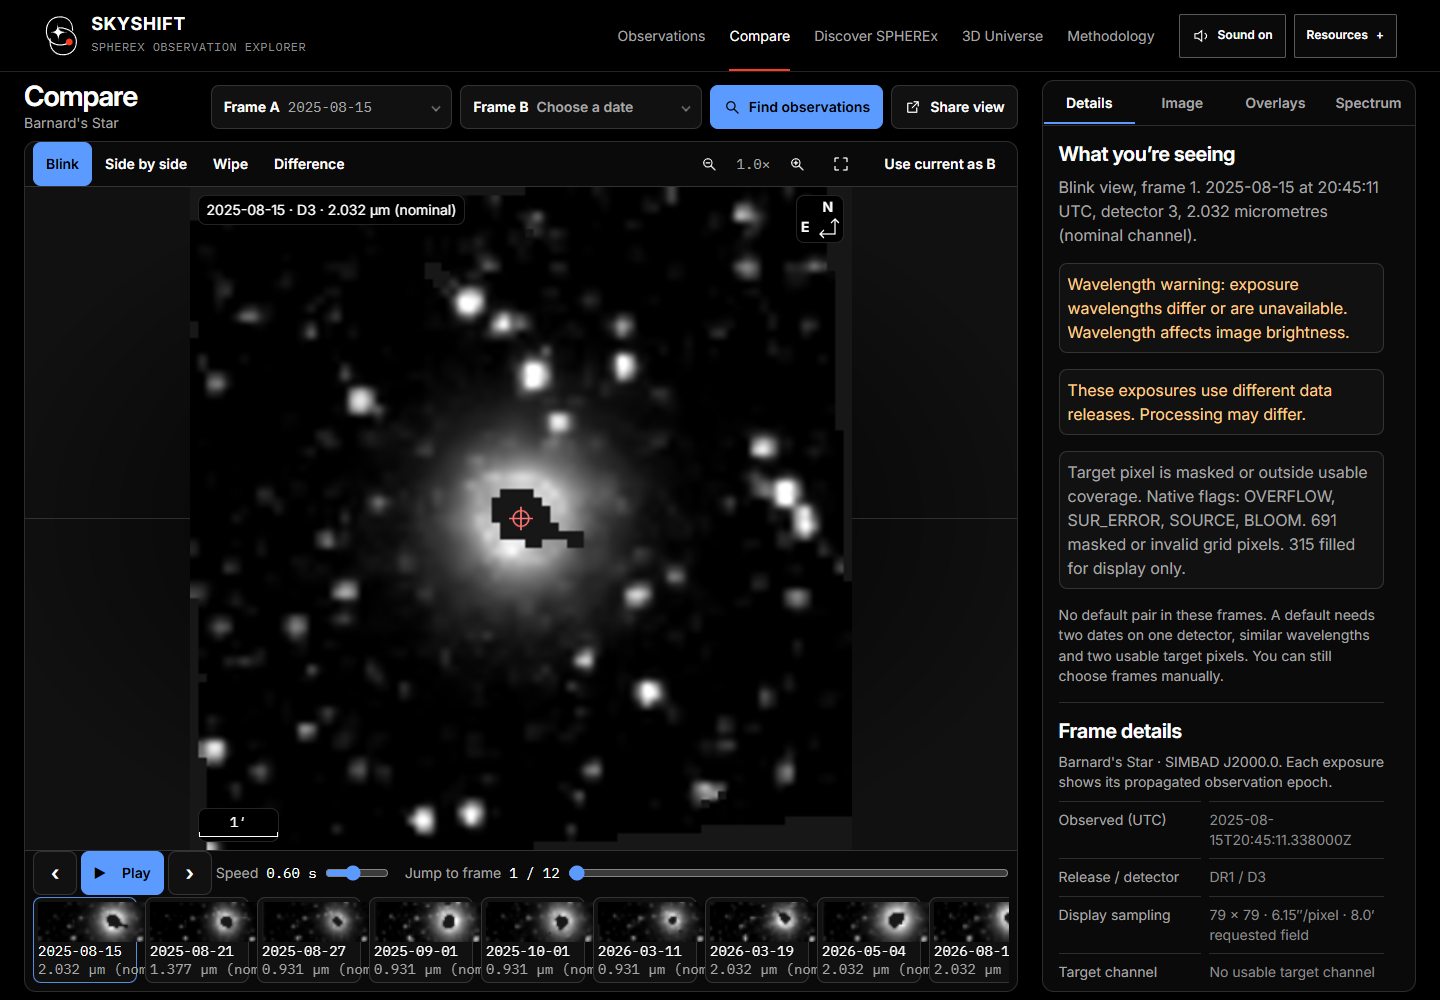 SKYSHIFT
SPHEREX OBSERVATION EXPLORER
Observations
Compare
Discover SPHEREx
3D Universe
Methodology
Sound on
Resources +
Compare
Barnard's Star
Frame A 2025-08-15
Frame B Choose a date
Find observations
Share view
Blink
Side by side
Wipe
Difference
1.0×
Use current as B
2025-08-15 · D3 · 2.032 µm (nominal)
N
E
1′
‹
Play
›
Speed 0.60 s
Jump to frame 1 / 12
2025-08-15
2.032 µm (nom
2025-08-21
1.377 µm (nom
2025-08-27
0.931 µm (nom
2025-09-01
0.931 µm (nom
2025-10-01
0.931 µm (nom
2026-03-11
0.931 µm (nom
2026-03-19
2.032 µm (nom
2026-05-04
2.032 µm (nom
2026-08-1
2.032 µm
Details
Image
Overlays
Spectrum
What you’re seeing
Blink view, frame 1. 2025-08-15 at 20:45:11
UTC, detector 3, 2.032 micrometres
(nominal channel).
Wavelength warning: exposure
wavelengths differ or are unavailable.
Wavelength affects image brightness.
These exposures use different data
releases. Processing may differ.
Target pixel is masked or outside usable
coverage. Native flags: OVERFLOW,
SUR_ERROR, SOURCE, BLOOM. 691
masked or invalid grid pixels. 315 filled
for display only.
No default pair in these frames. A default needs
two dates on one detector, similar wavelengths
and two usable target pixels. You can still
choose frames manually.
Frame details
Barnard's Star · SIMBAD J2000.0. Each exposure
shows its propagated observation epoch.
Observed (UTC)
2025-08-
15T20:45:11.338000Z
Release / detector
DR1 / D3
Display sampling
79 × 79 · 6.15″/pixel · 8.0′
requested field
Target channel
No usable target channel